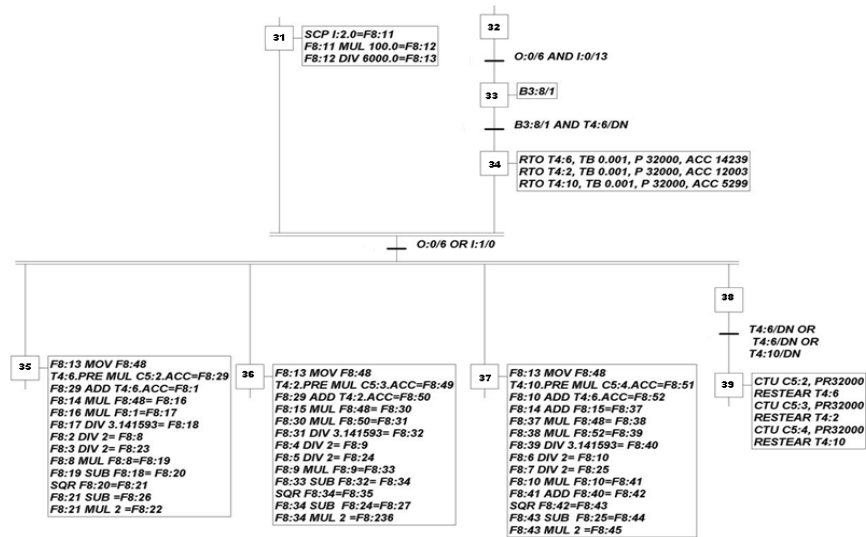 31
SCP I:2.0=F8:11
F8:11 MUL 100.0=F8:12
F8:12 DIV 6000.0=F8:13
32
O:0/6 AND I:0/13
33
B3:8/1
B3:8/1 AND T4:6/DN
34
RTO T4:6, TB 0.001, P 32000, ACC 14239
RTO T4:2, TB 0.001, P 32000, ACC 12003
RTO T4:10, TB 0.001, P 32000, ACC 5299
O:0/6 OR I:1/0
35
F8:13 MOV F8:48
T4:6.PRE MUL C5:2.ACC=F8:29
F8:29 ADD T4:6.ACC=F8:1
F8:14 MUL F8:48= F8:16
F8:16 MUL F8:1=F8:17
F8:17 DIV 3.141593= F8:18
F8:2 DIV 2= F8:8
F8:3 DIV 2= F8:23
F8:8 MUL F8:8=F8:19
F8:19 SUB F8:18= F8:20
SQR F8:20=F8:21
F8:21 SUB =F8:26
F8:21 MUL 2 =F8:22
36
F8:13 MOV F8:48
T4:2.PRE MUL C5:3.ACC=F8:49
F8:29 ADD T4:2.ACC=F8:50
F8:15 MUL F8:48= F8:30
F8:30 MUL F8:50=F8:31
F8:31 DIV 3.141593= F8:32
F8:4 DIV 2= F8:9
F8:5 DIV 2= F8:24
F8:9 MUL F8:9=F8:33
F8:33 SUB F8:32= F8:34
SQR F8:34=F8:35
F8:34 SUB F8:24=F8:27
F8:34 MUL 2 =F8:236
37
F8:13 MOV F8:48
T4:10.PRE MUL C5:4.ACC=F8:51
F8:10 ADD T4:6.ACC=F8:52
F8:14 ADD F8:15=F8:37
F8:37 MUL F8:48= F8:38
F8:38 MUL F8:52=F8:39
F8:39 DIV 3.141593= F8:40
F8:6 DIV 2= F8:10
F8:7 DIV 2= F8:25
F8:10 MUL F8:10=F8:41
F8:41 ADD F8:40= F8:42
SQR F8:42=F8:43
F8:43 SUB F8:25=F8:44
F8:43 MUL 2 =F8:45
38
T4:6/DN OR
T4:6/DN OR
T4:10/DN
39
CTU C5:2, PR32000
RESTEAR T4:6
CTU C5:3, PR32000
RESTEAR T4:2
CTU C5:4, PR32000
RESTEAR T4:10